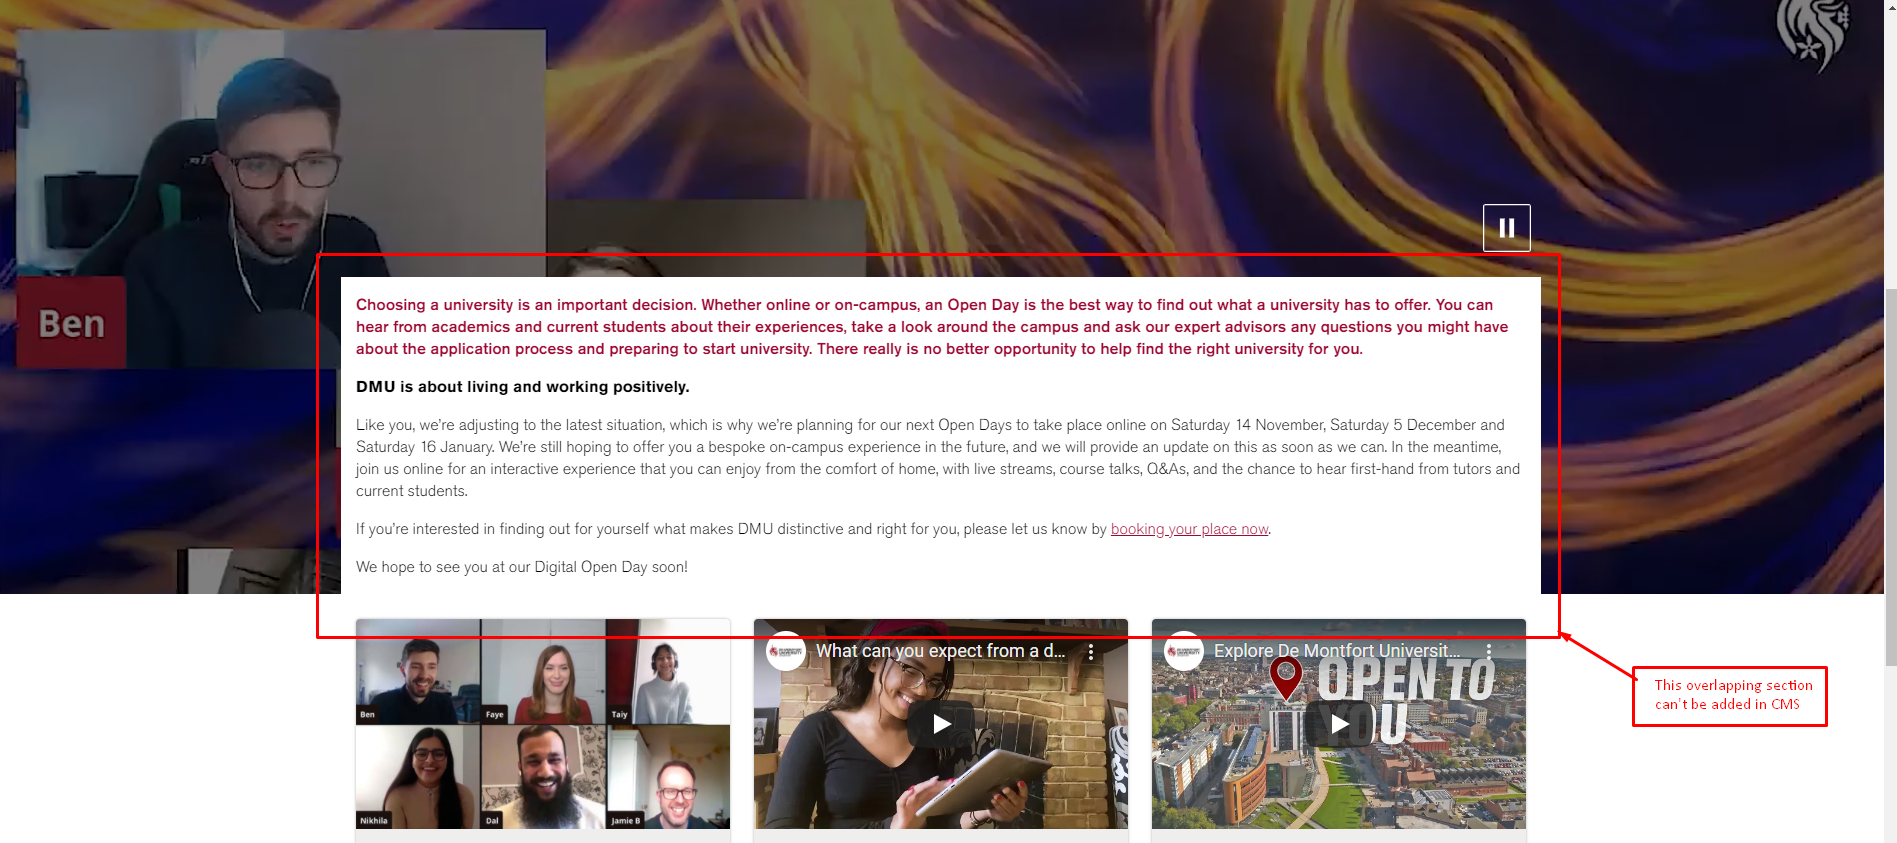 Ben
Choosing a university is an important decision. Whether online or on-campus, an Open Day is the best way to find out what a university has to offer. You can
hear from academics and current students about their experiences, take a look around the campus and ask our expert advisors any questions you might have
about the application process and preparing to start university. There really is no better opportunity to help find the right university for you.
DMU is about living and working positively.
Like you, we’re adjusting to the latest situation, which is why we’re planning for our next Open Days to take place online on Saturday 14 November, Saturday 5 December and
Saturday 16 January. We’re still hoping to offer you a bespoke on-campus experience in the future, and we will provide an update on this as soon as we can. In the meantime,
join us online for an interactive experience that you can enjoy from the comfort of home, with live streams, course talks, Q&As, and the chance to hear first-hand from tutors and
current students.
If you’re interested in finding out for yourself what makes DMU distinctive and right for you, please let us know by booking your place now.
We hope to see you at our Digital Open Day soon!
What can you expect from a d...
Explore De Montfort Universit...
OPEN TO
YOU
Ben
Faye
Taiy
Nikhila
Dal
Jamie B
This overlapping section
can't be added in CMS